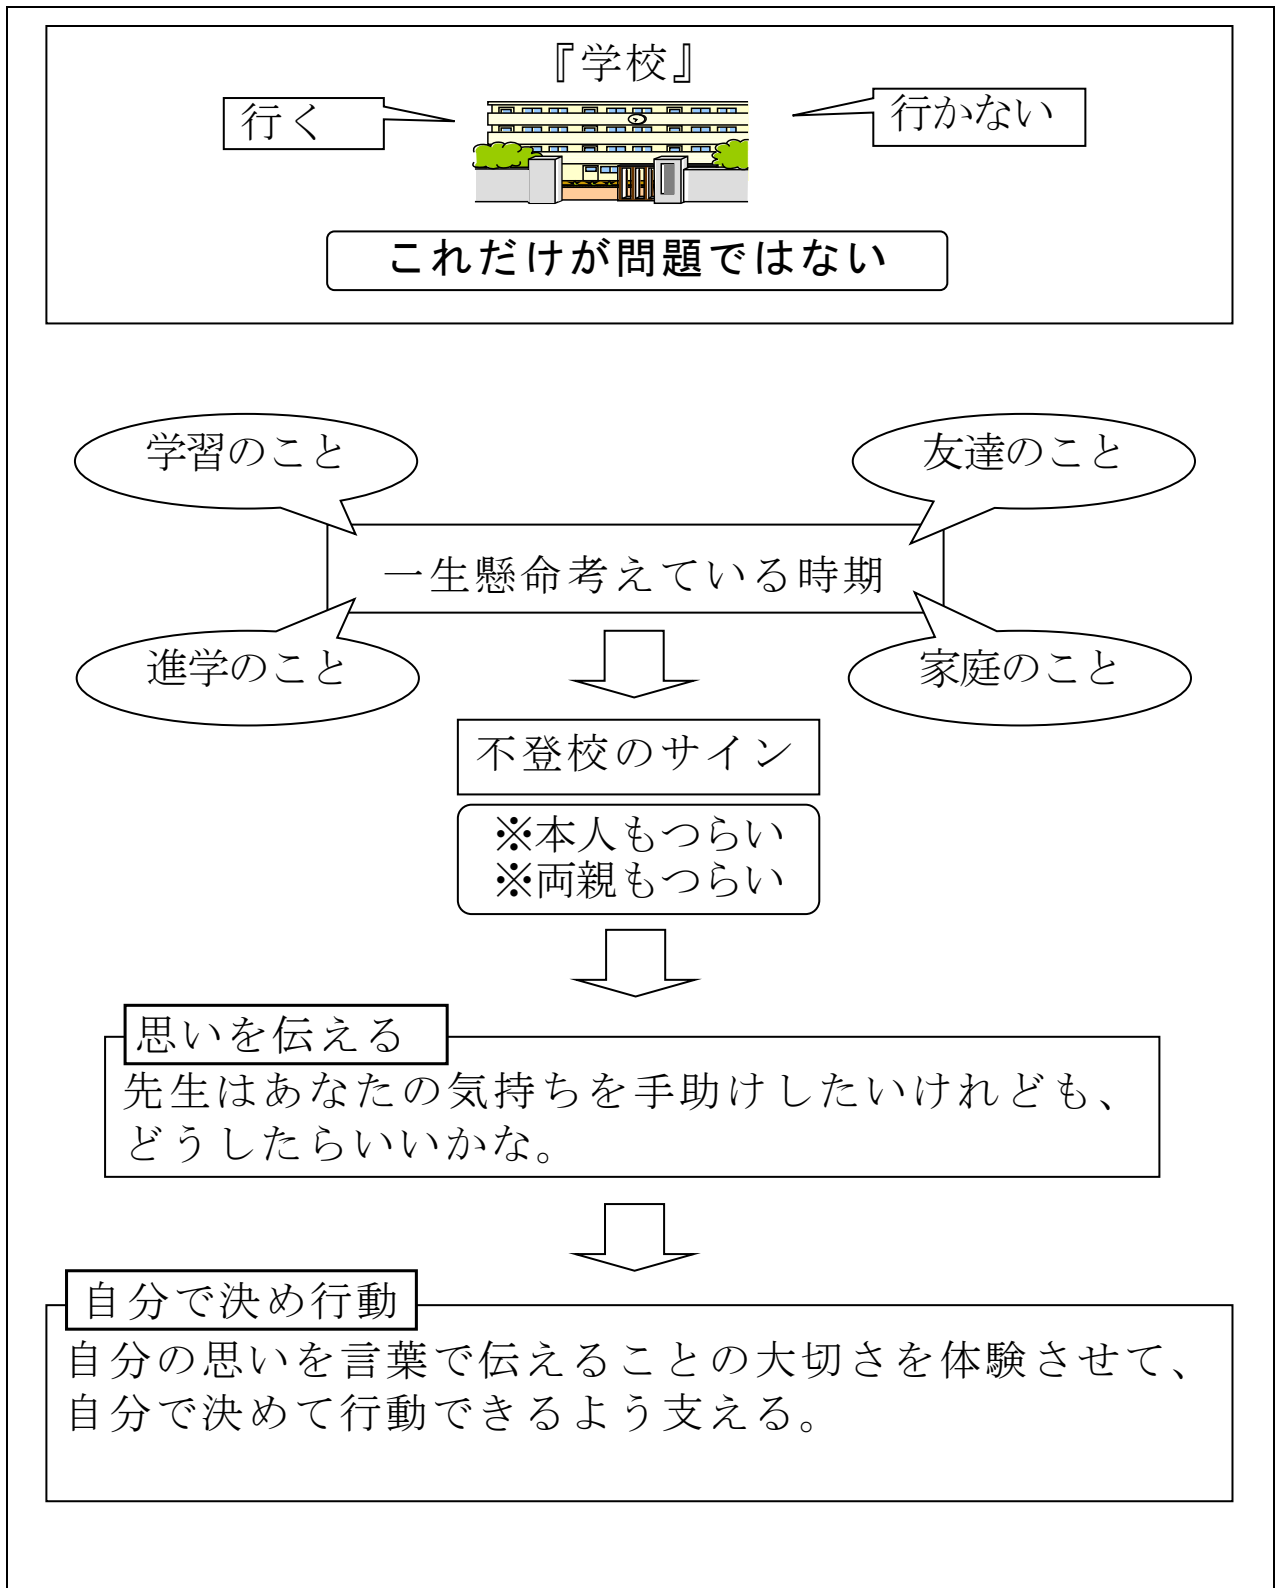 『学校』
行く
行かない
これだけが問題ではない
学習のこと
友達のこと
一生懸命考えている時期
進学のこと
家庭のこと
不登校のサイン
※本人もつらい
※両親もつらい
思いを伝える
先生はあなたの気持ちを手助けしたいけれども、
どうしたらいいかな。
自分で決め行動
自分の思いを言葉で伝えることの大切さを体験させて、
自分で決めて行動できるよう支える。